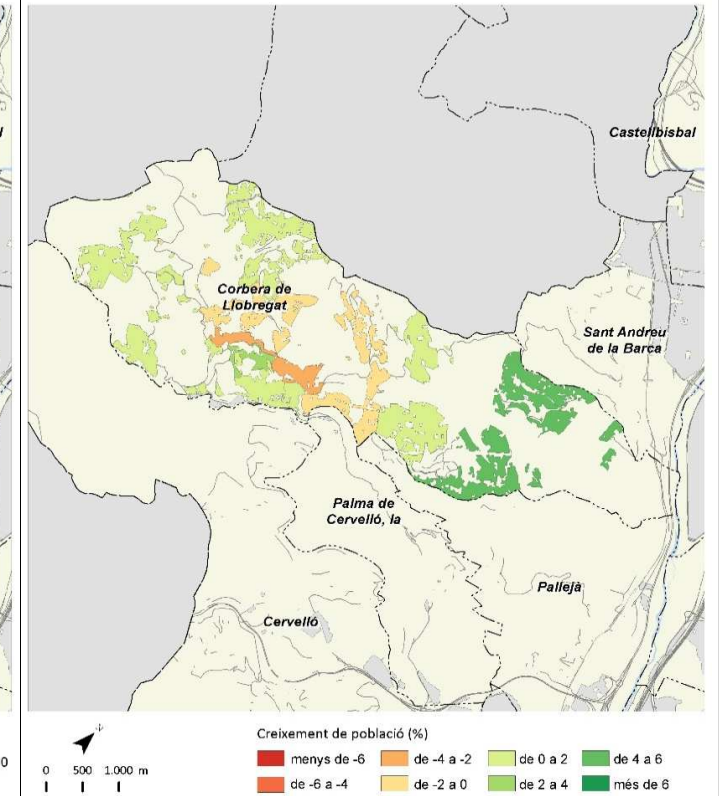 Castellbisbal
Corbera de
Llobregat
Sant Andreu
de la Barca
Palma de
Cervelló, la
Pallejà
Cervelló
Creixement de població (%)
menys de -6
de -4 a -2
de 0 a 2
de 4 a 6
de -6 a -4
de -2 a 0
de 2 a 4
més de 6
0
0 500 1.000 m